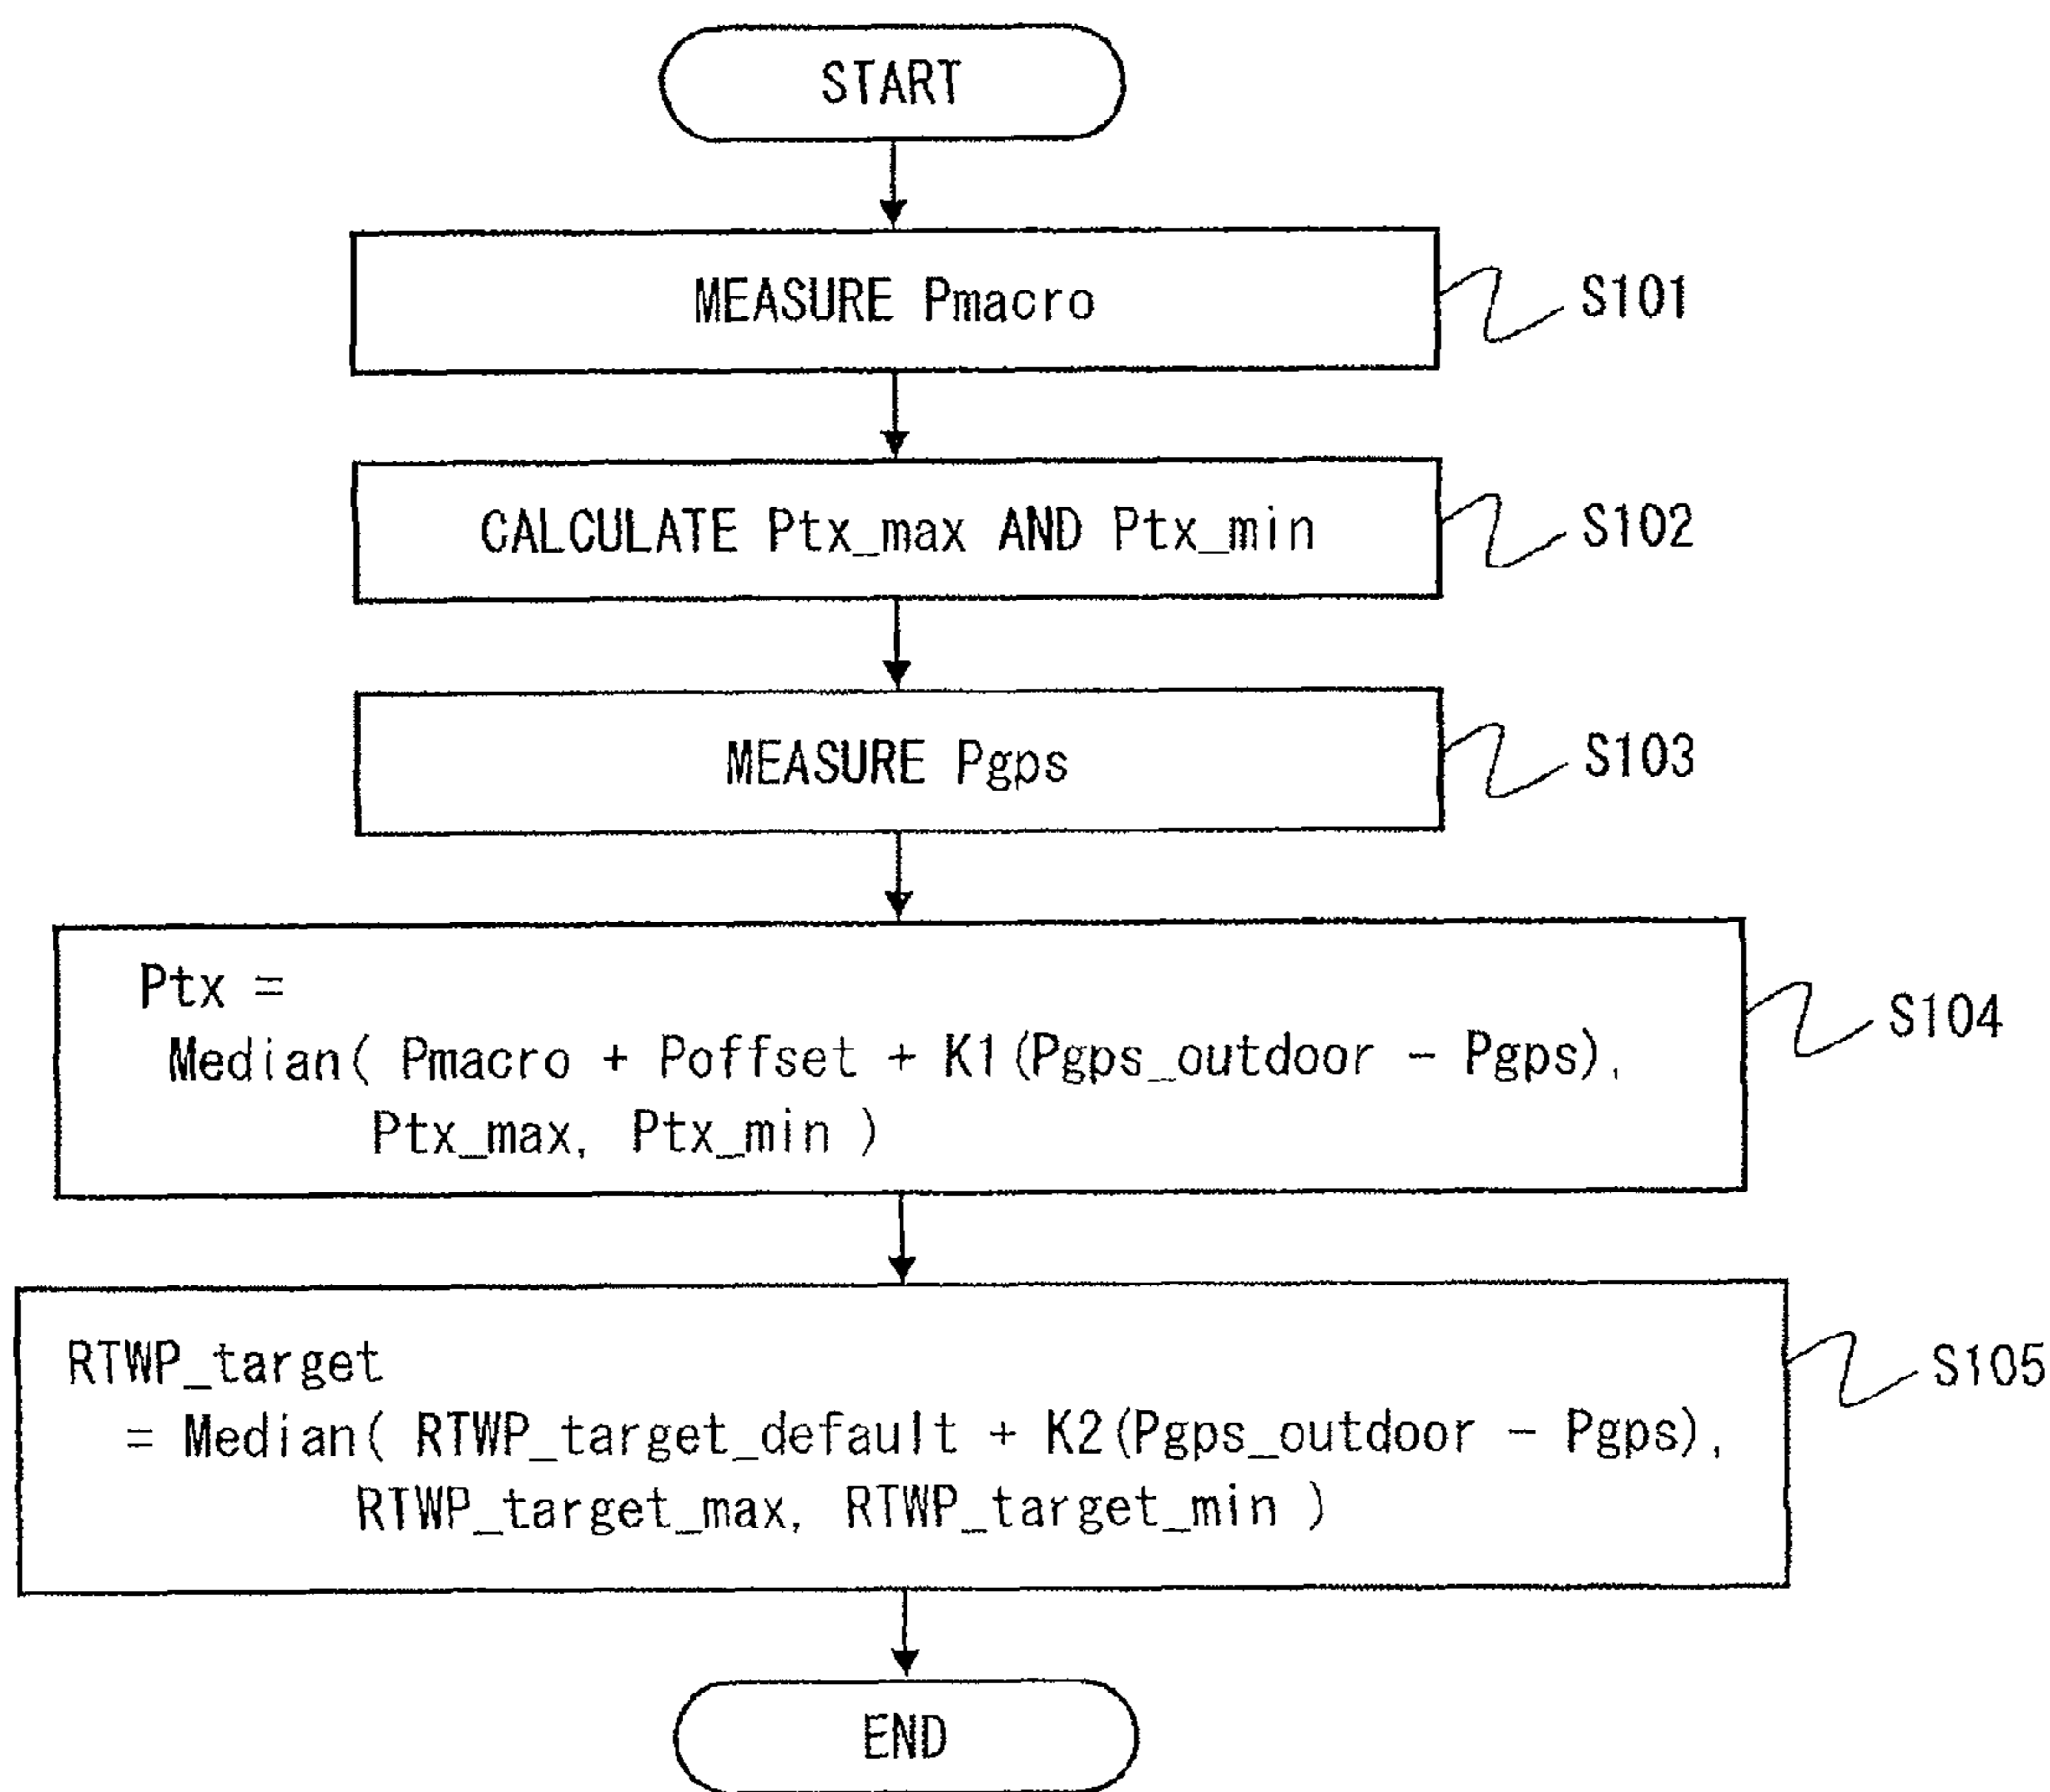 START
MEASURE Pmacro
S101
CALCULATE Ptx_max AND Ptx_min
S102
MEASURE Pgps
S103
Ptx =
Median( Pmacro + Poffset + K1(Pgps_outdoor - Pgps),
Ptx_max, Ptx_min )
S104
RTWP_target
= Median( RTWP_target_default + K2(Pgps_outdoor - Pgps),
RTWP_target_max, RTWP_target_min )
S105
END